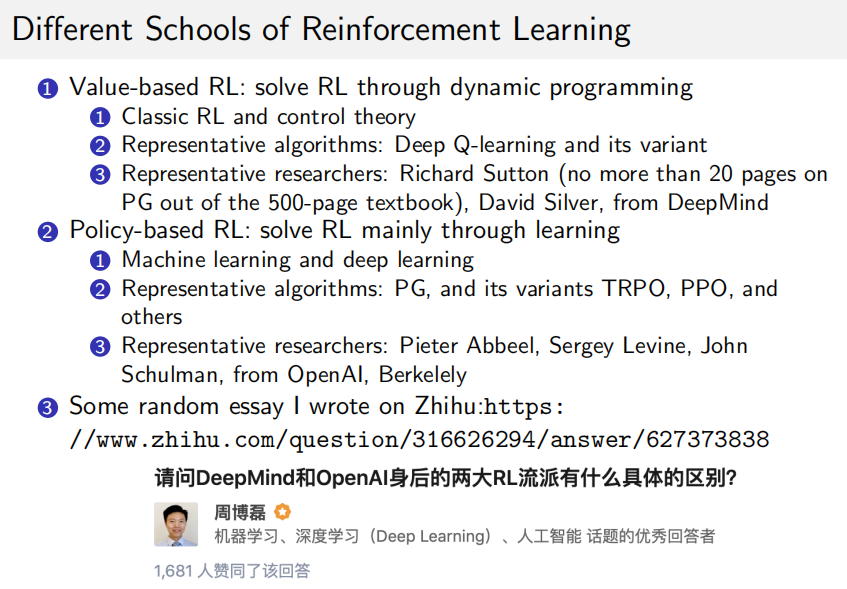 Different Schools of Reinforcement Learning
1 Value-based RL: solve RL through dynamic programming
1 Classic RL and control theory
2 Representative algorithms: Deep Q-learning and its variant
3 Representative researchers: Richard Sutton (no more than 20 pages on
PG out of the 500-page textbook), David Silver, from DeepMind
2 Policy-based RL: solve RL mainly through learning
1 Machine learning and deep learning
2 Representative algorithms: PG, and its variants TRPO, PPO, and
others
3 Representative researchers: Pieter Abbeel, Sergey Levine, John
Schulman, from OpenAI, Berkelely
3 Some random essay I wrote on Zhihu:https:
//www.zhihu.com/question/316626294/answer/627373838
请问DeepMind和OpenAI身后的两大RL流派有什么具体的区别?
周博磊
机器学习、深度学习（Deep Learning）、人工智能 话题的优秀回答者
1,681 人赞同了该回答